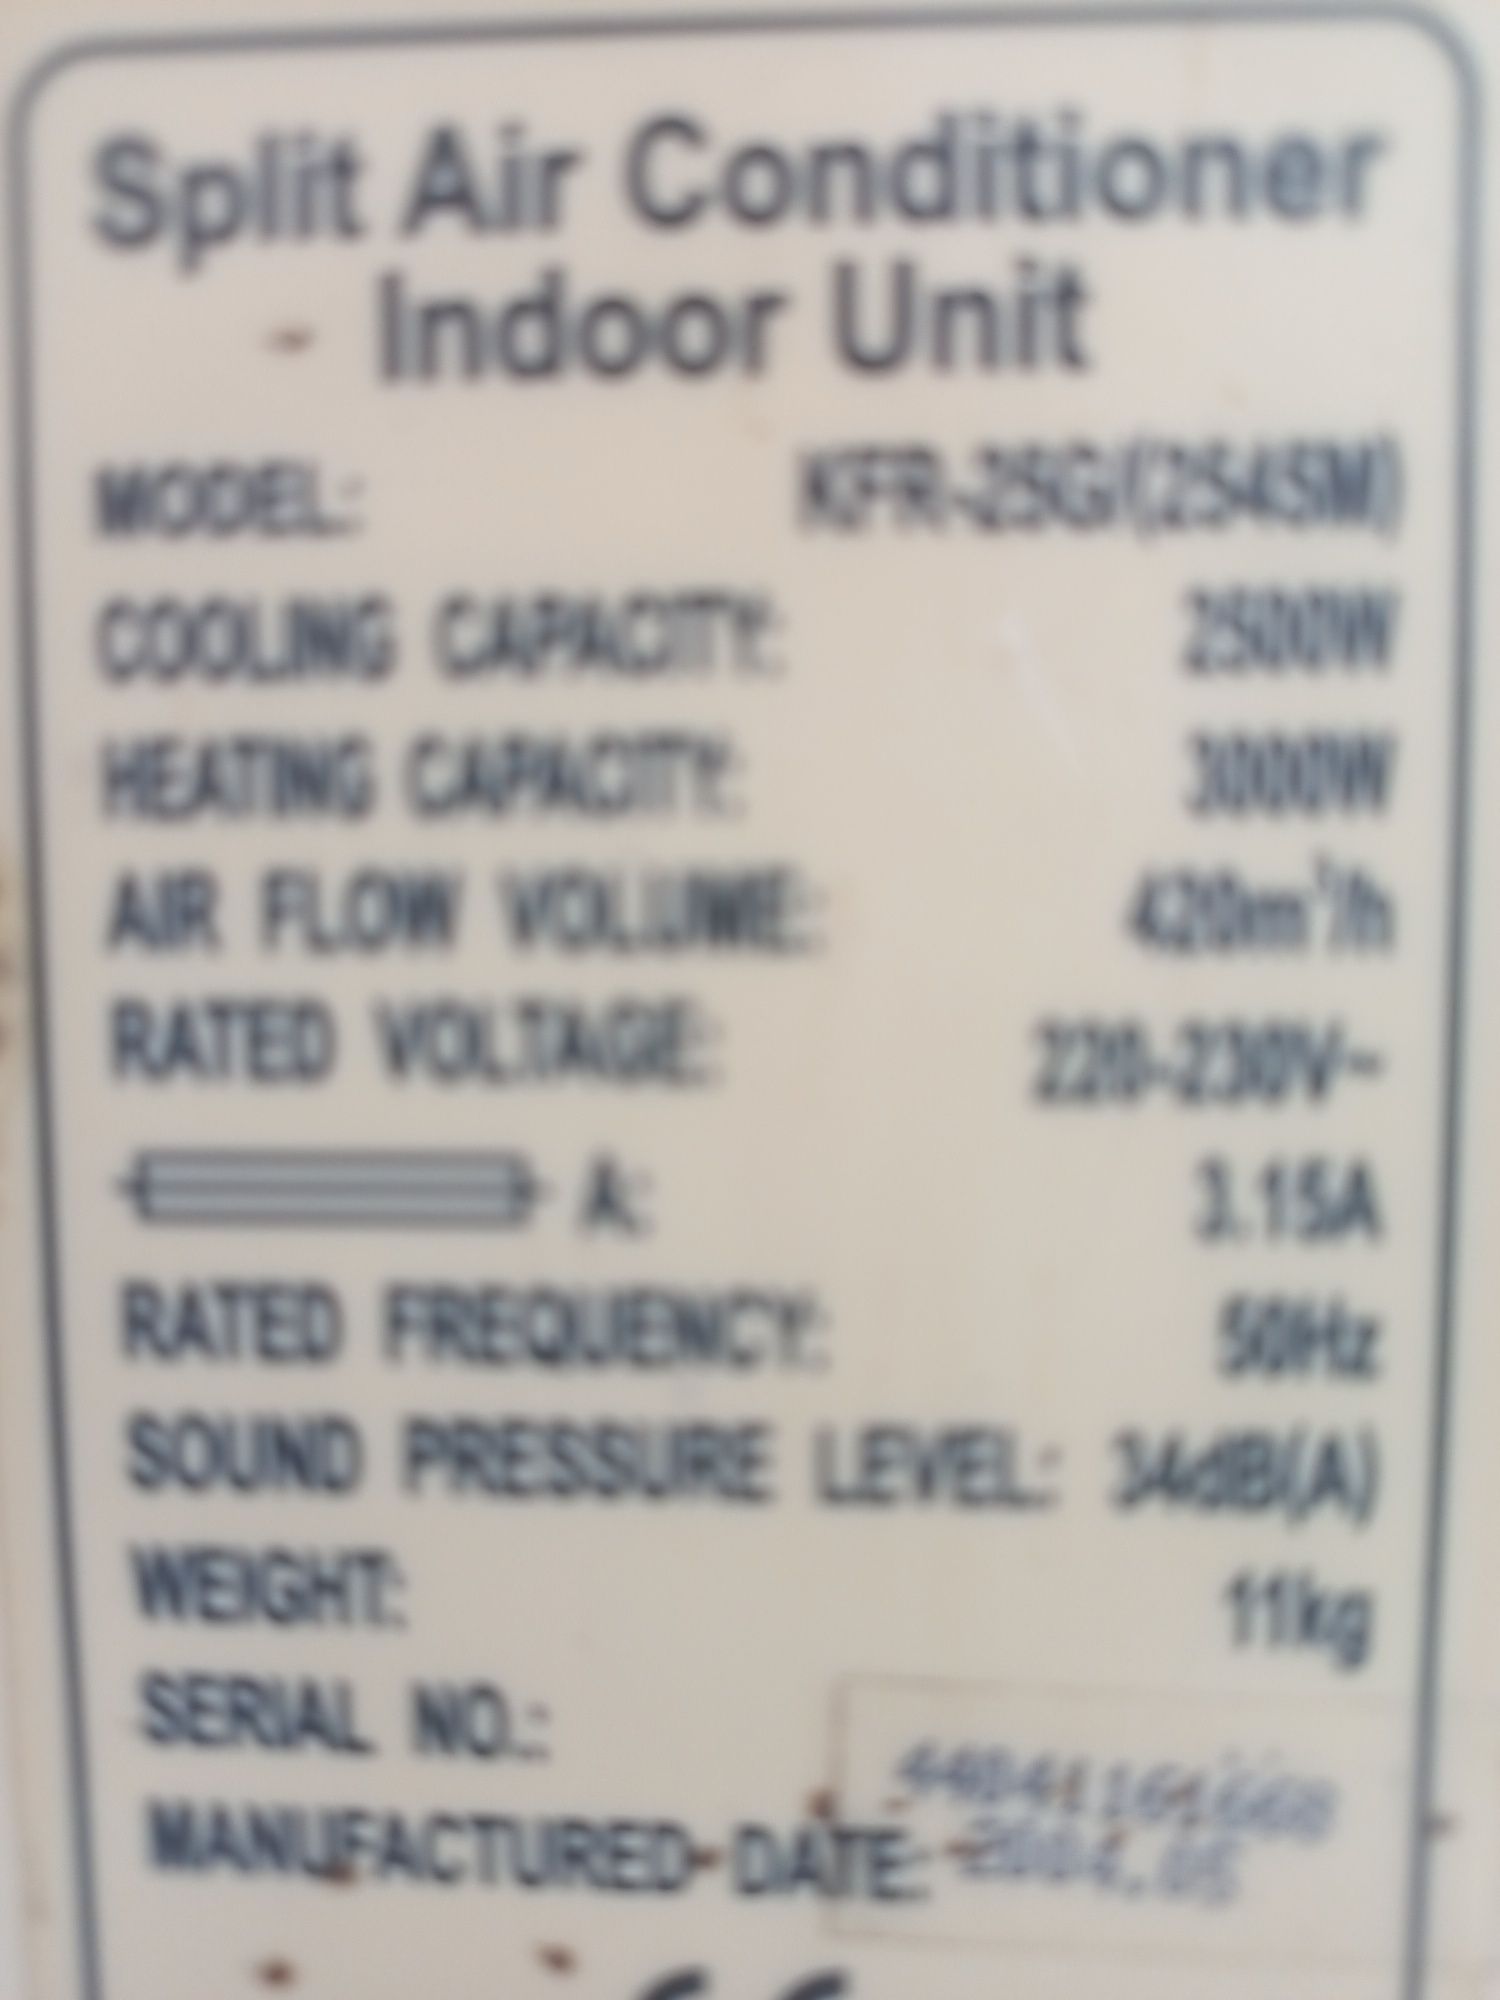 Split Air Conditioner
Indoor Unit
MODEL: KFR-25G/(2545M)
COOLING CAPACITY: 2500W
HEATING CAPACITY: 3000W
AIR FLOW VOLUME: 420m³/h
RATED VOLTAGE: 220-230V~
A: 3.15A
RATED FREQUENCY: 50Hz
SOUND PRESSURE LEVEL: 34dB(A)
WEIGHT: 11kg
SERIAL NO.:
MANUFACTURED DATE: 2004.05